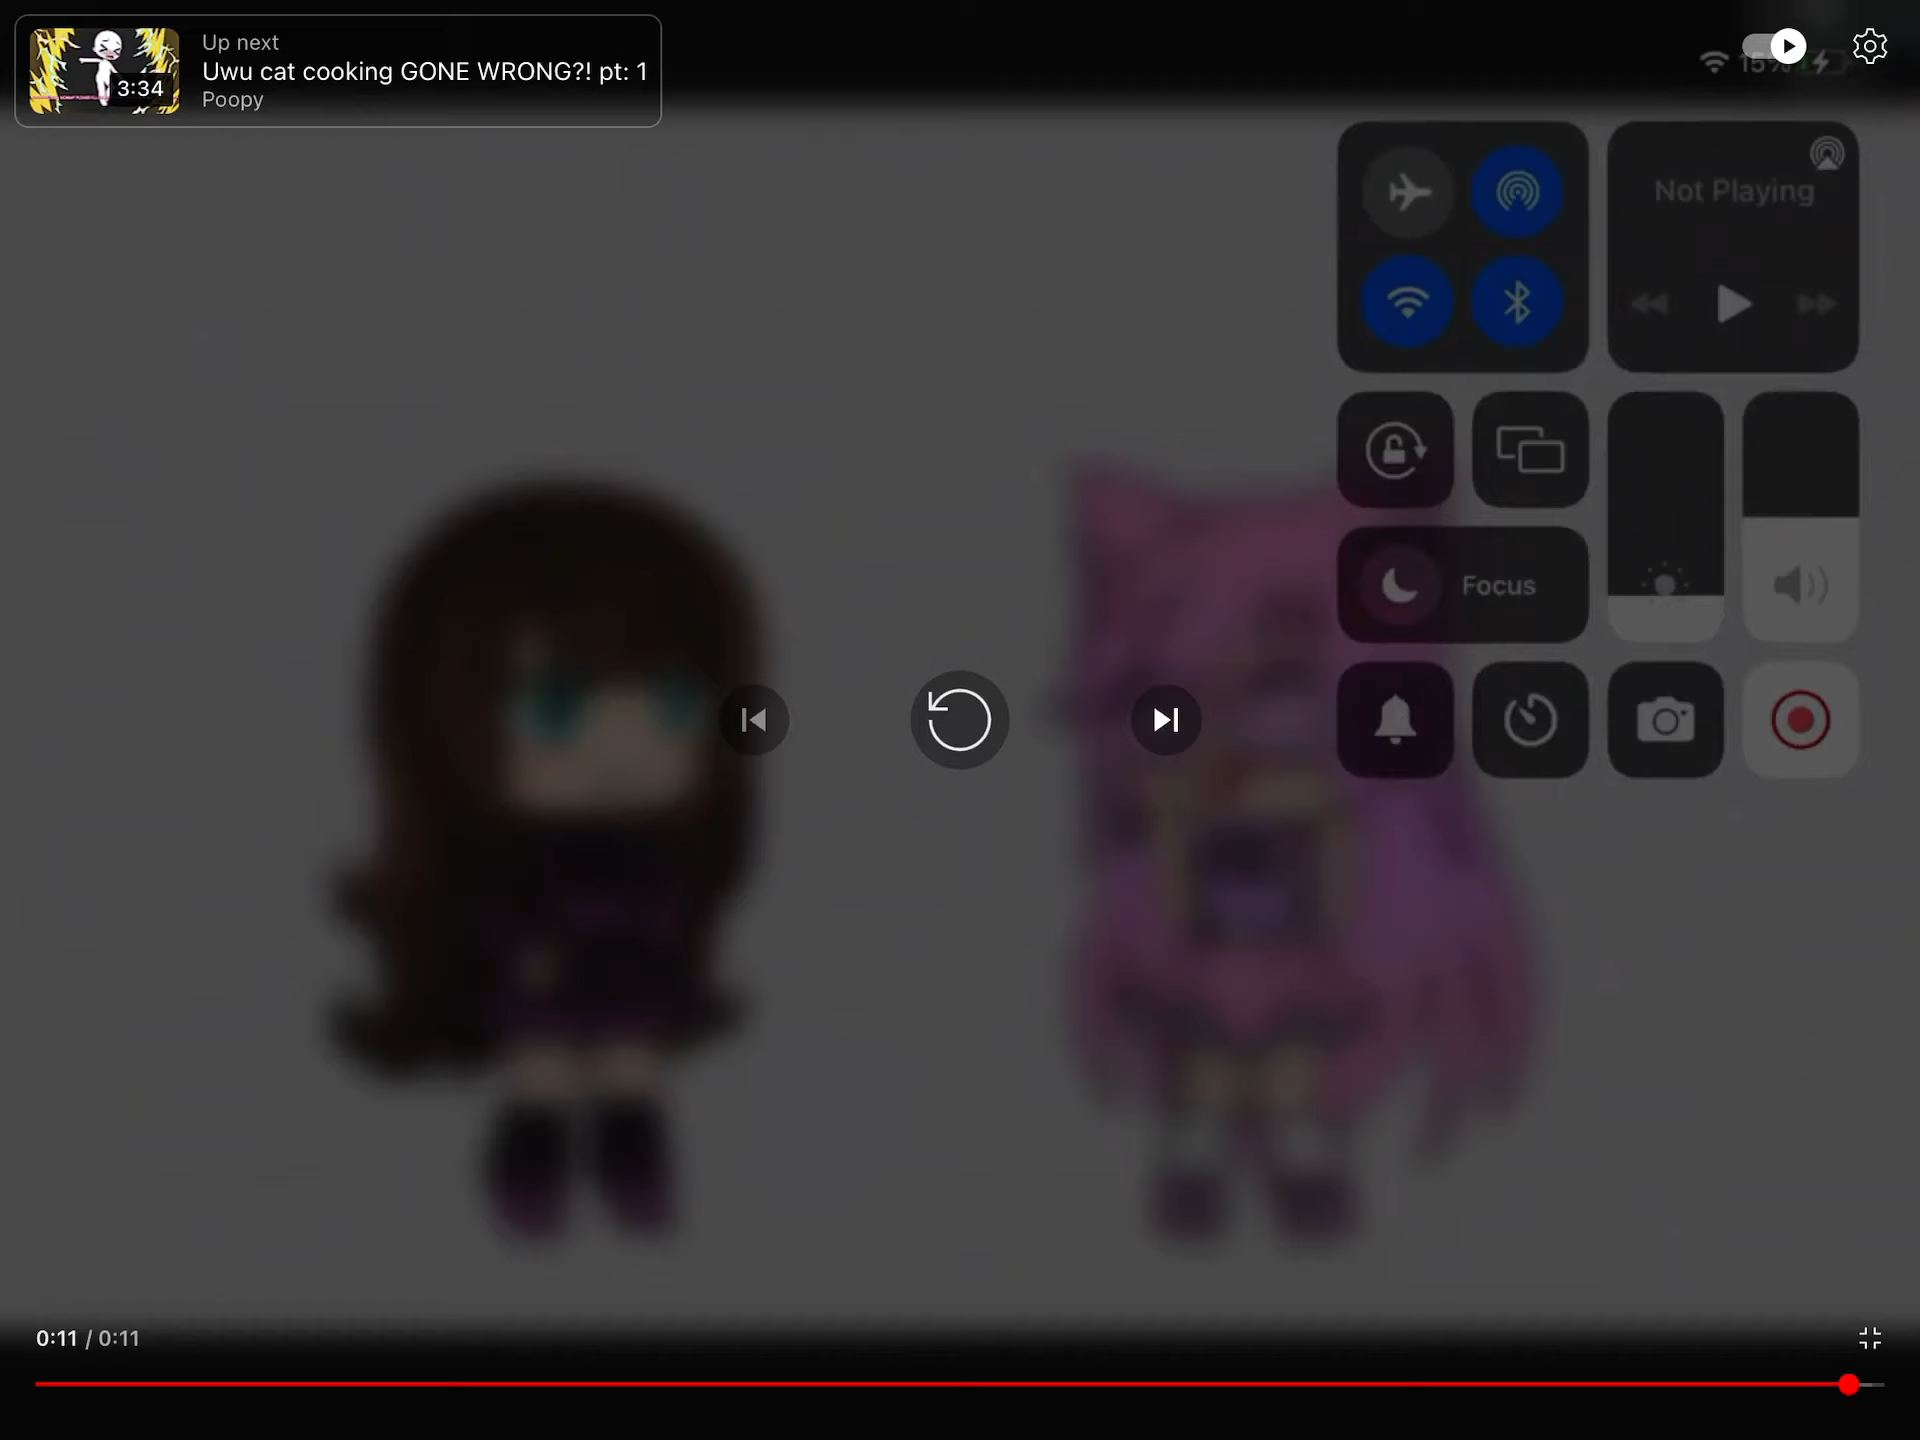 Up next
Uwu cat cooking GONE WRONG?! pt: 1
Poopy
3:34
15%
Not Playing
Focus
0:11 / 0:11